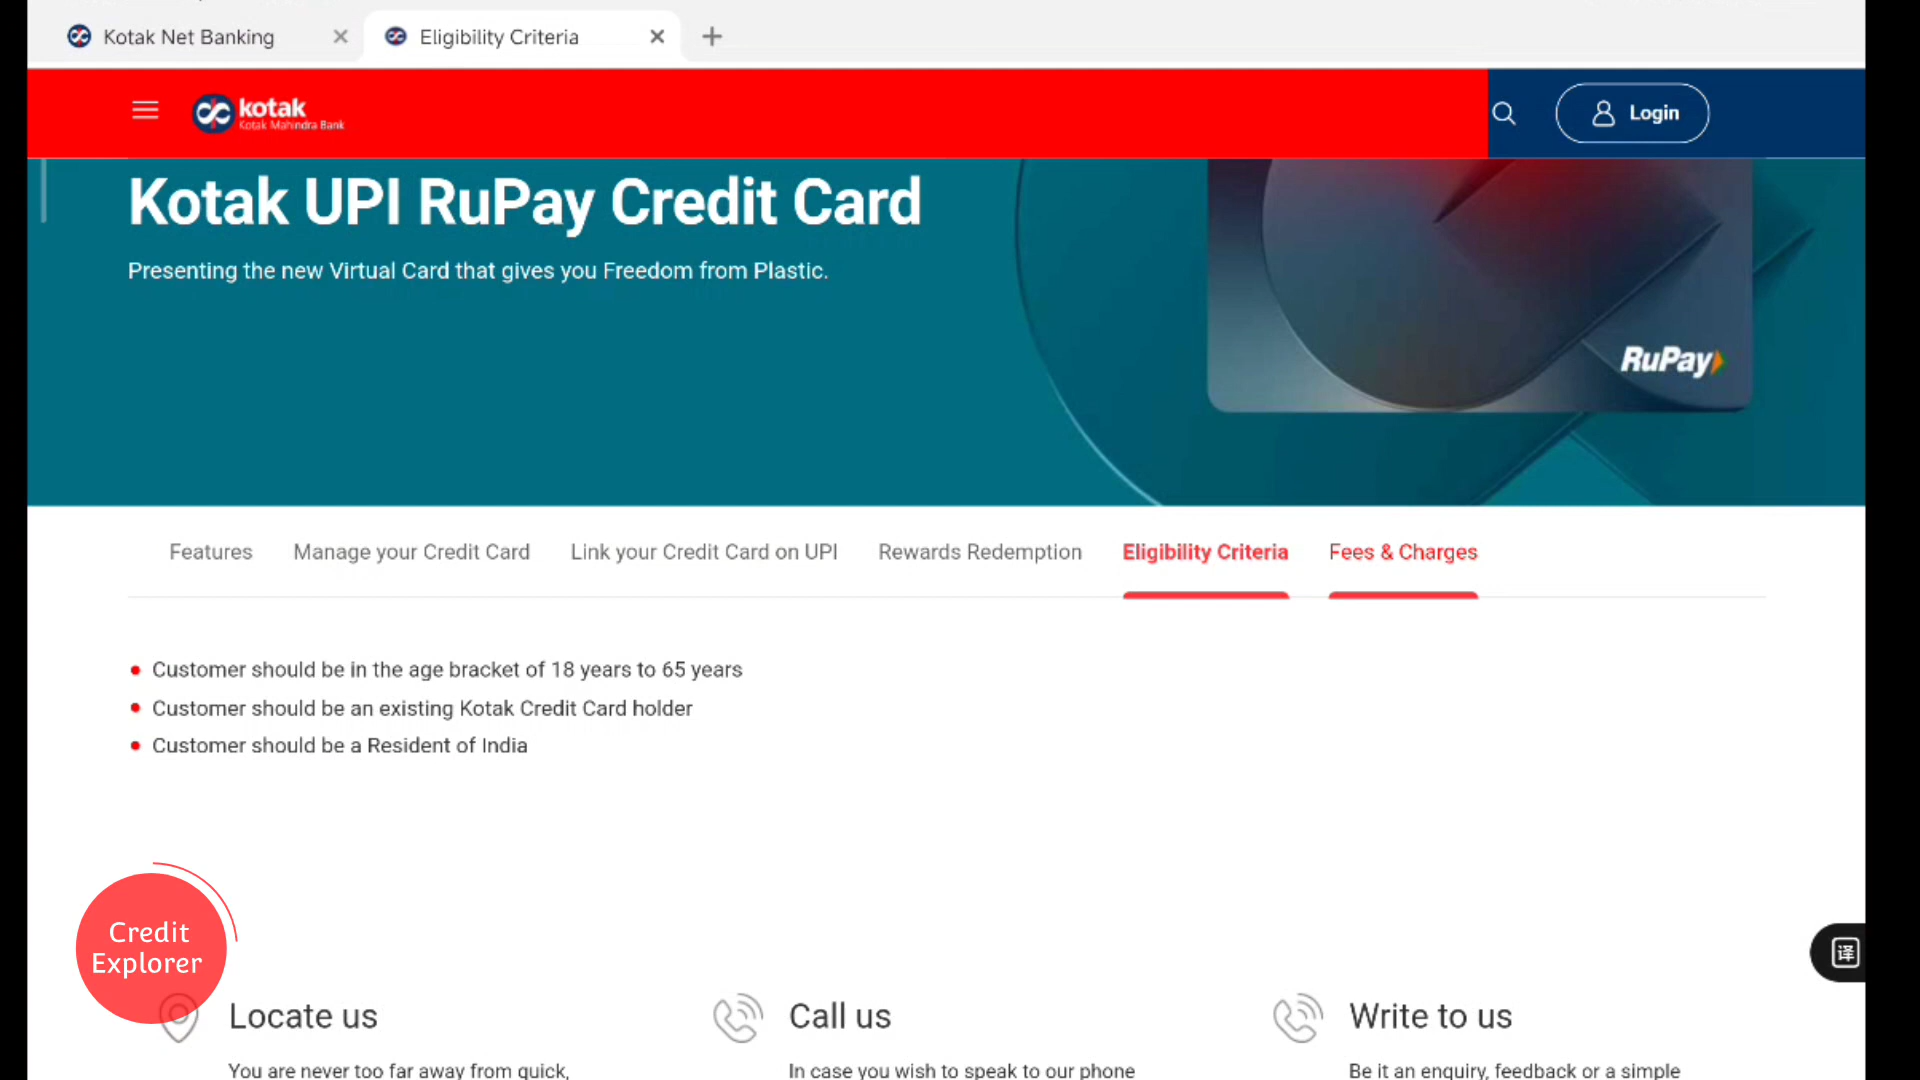 Kotak Net Banking
Eligibility Criteria
kotak
Kotak Mahindra Bank
Login
Kotak UPI RuPay Credit Card
Presenting the new Virtual Card that gives you Freedom from Plastic.
RuPay
Features
Manage your Credit Card
Link your Credit Card on UPI
Rewards Redemption
Eligibility Criteria
Fees & Charges
Customer should be in the age bracket of 18 years to 65 years
Customer should be an existing Kotak Credit Card holder
Customer should be a Resident of India
Credit
Explorer
译
Locate us
Call us
Write to us
You are never too far away from quick,
In case you wish to speak to our phone
Be it an enquiry, feedback or a simple